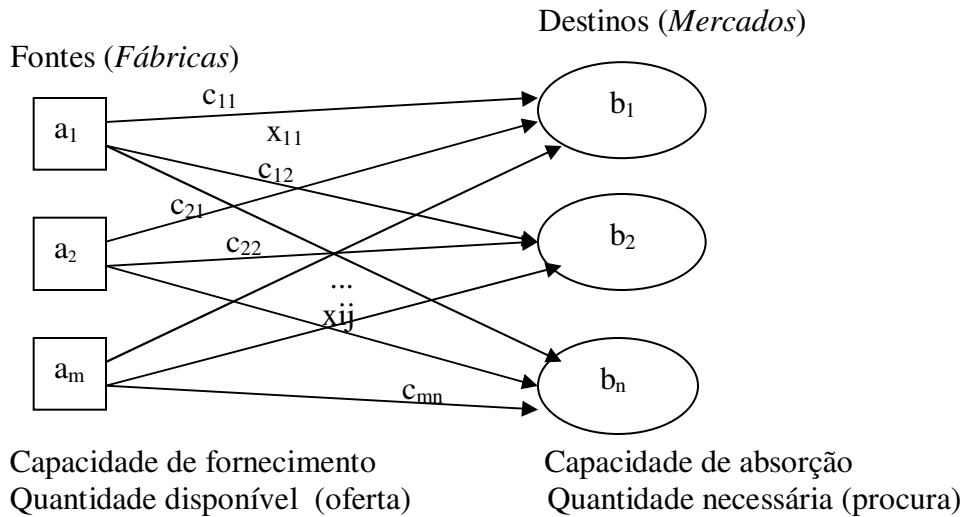 Destinos (Mercados)
Fontes (Fábricas)
c11
a1
b1
x11
c12
c21
a2
c22
b2
...
xij
am
cmn
bn
Capacidade de fornecimento
Capacidade de absorção
Quantidade disponível (oferta)
Quantidade necessária (procura)